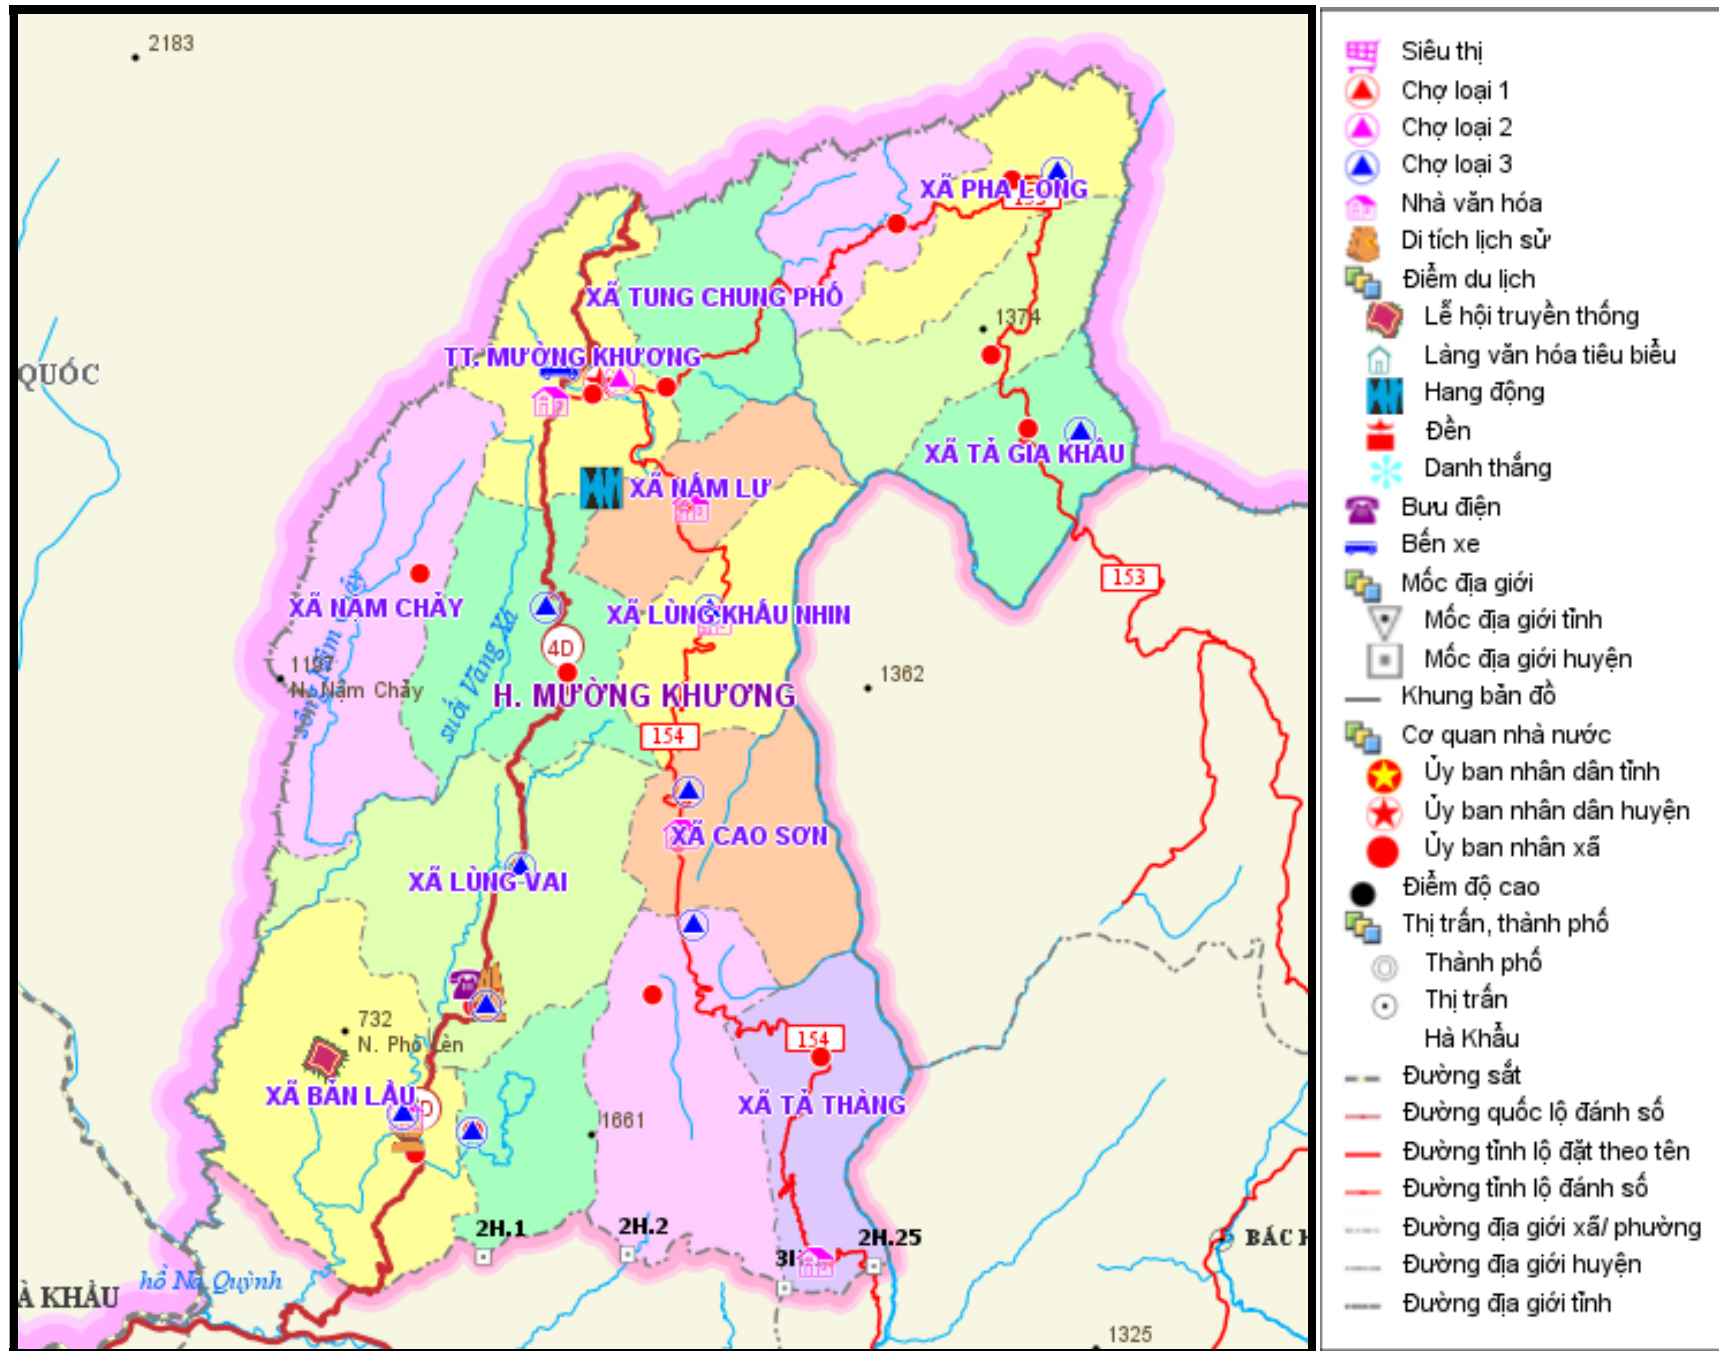 2183
XÃ PHA LONG
XÃ TUNG CHUNG PHỐ
1374
TT. MƯỜNG KHƯƠNG
QUỐC
XÃ TẢ GIA KHÂU
XÃ NẤM LƯ
153
XÃ NẬM CHẢY
XÃ LÙNG KHẤU NHIN
suối Văng Xá
4D
1197
N. Nậm Chảy
1362
H. MƯỜNG KHƯƠNG
154
XÃ CAO SƠN
XÃ LÙNG VAI
732
N. Phò Lèn
154
XÃ BẢN LẦU
XÃ TẢ THÀNG
1661
2H.1
2H.2
2H.25
BẮC H
hồ Na Quỳnh
À KHẨU
1325
Siêu thị
Chợ loại 1
Chợ loại 2
Chợ loại 3
Nhà văn hóa
Di tích lịch sử
Điểm du lịch
Lễ hội truyền thống
Làng văn hóa tiêu biểu
Hang động
Đền
Danh thắng
Bưu điện
Bến xe
Mốc địa giới
Mốc địa giới tỉnh
Mốc địa giới huyện
Khung bản đồ
Cơ quan nhà nước
Ủy ban nhân dân tỉnh
Ủy ban nhân dân huyện
Ủy ban nhân xã
Điểm độ cao
Thị trấn, thành phố
Thành phố
Thị trấn
Hà Khẩu
Đường sắt
Đường quốc lộ đánh số
Đường tỉnh lộ đặt theo tên
Đường tỉnh lộ đánh số
Đường địa giới xã/ phường
Đường địa giới huyện
Đường địa giới tỉnh